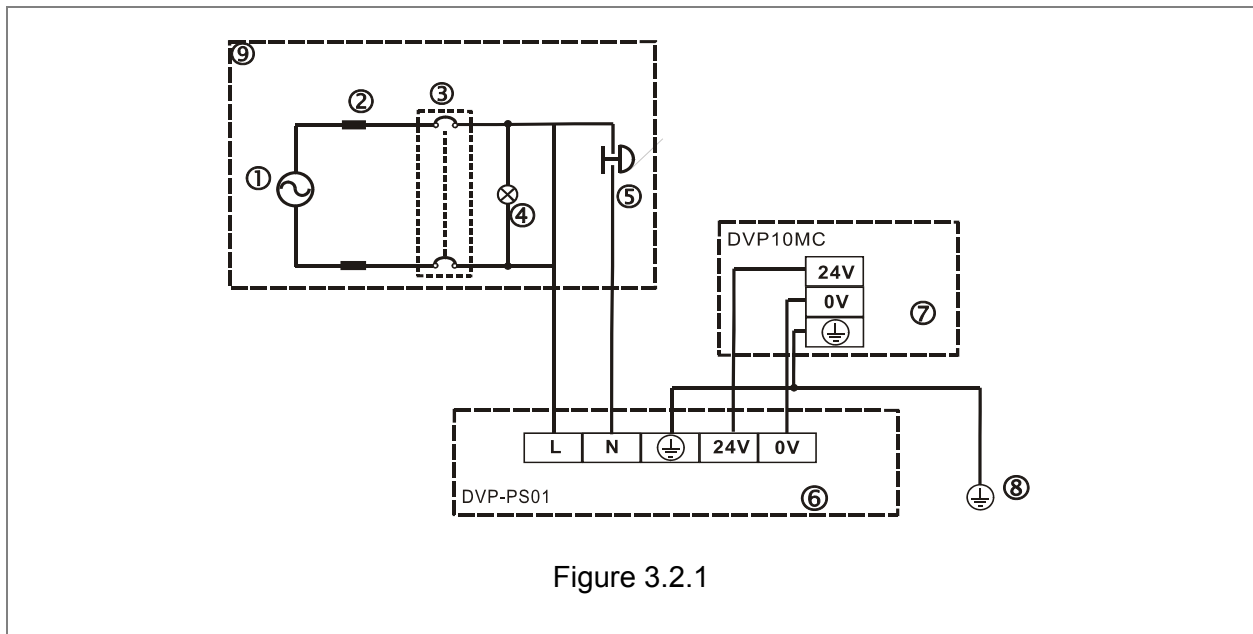 ⑨
② ③
①
④ ⑤
DVP10MC
24V
0V
⑦
L N 24V 0V
DVP-PS01 ⑥ ⑧
Figure 3.2.1